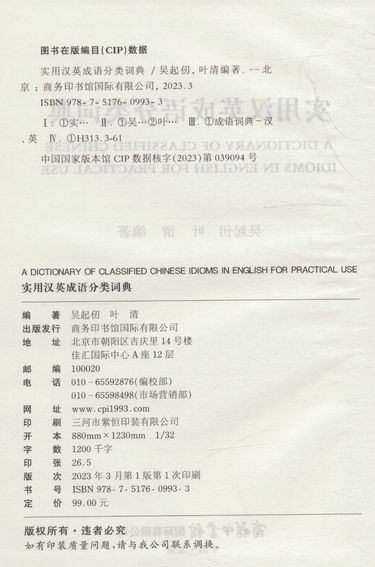 图书在版编目(CIP)数据
实用汉英成语分类词典 / 吴起仞, 叶清编著. -- 北
京 : 商务印书馆国际有限公司, 2023.3
ISBN 978-7-5176-0993-3
Ⅰ. ①实… Ⅱ. ①吴…②叶… Ⅲ. ①成语词典－汉
、英 Ⅳ. ①H313.3-61
中国国家版本馆 CIP 数据核字(2023)第 039094 号
A DICTIONARY OF CLASSIFIED CHINESE IDIOMS IN ENGLISH FOR PRACTICAL USE
实用汉英成语分类词典
编 著 吴起仞 叶 清
出版发行 商务印书馆国际有限公司
地 址 北京市朝阳区吉庆里 14 号楼
佳汇国际中心 A 座 12 层
邮 编 100020
电 话 010-65592876(编校部)
010-65598498(市场营销部)
网 址 www.cpi1993.com
印 刷 三河市紫恒印装有限公司
开 本 880mm×1230mm 1/32
字 数 1200 千字
印 张 26.5
版 次 2023 年 3 月第 1 版第 1 次印刷
书 号 ISBN 978-7-5176-0993-3
定 价 99.00 元
版权所有·违者必究
如有印装质量问题,请与我公司联系调换。